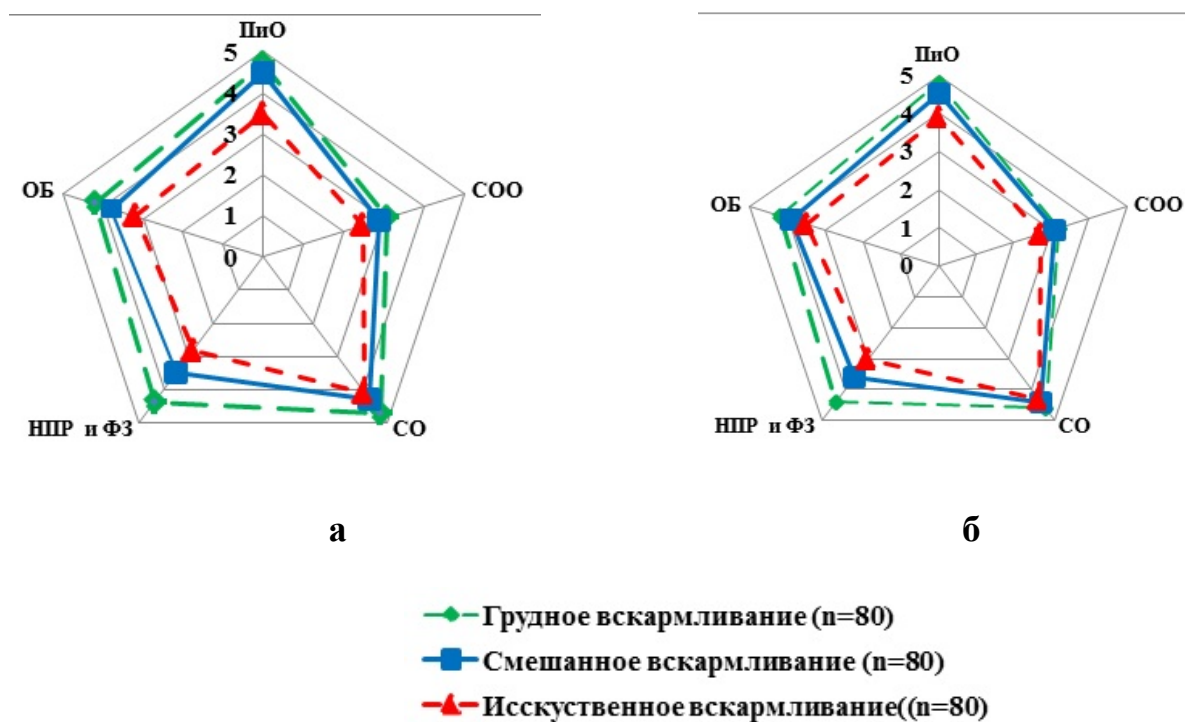 ПиО
5
4
3
2
1
0
СОО
СО
НПР и ФЗ
ОБ
ПиО
5
4
3
2
1
0
СОО
СО
НПР и ФЗ
ОБ
а
б
Грудное вскармливание (n=80)
Смешанное вскармливание (n=80)
Исскуственное вскармливание((n=80)